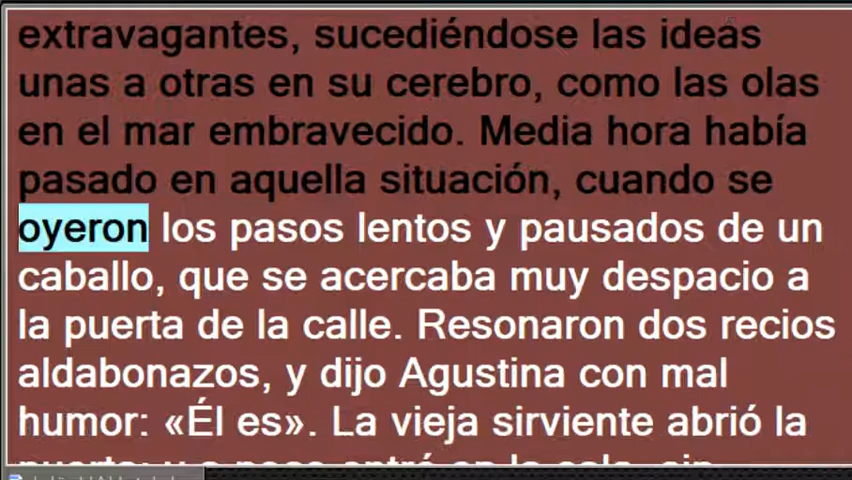 extravagantes, sucediéndose las ideas
unas a otras en su cerebro, como las olas
en el mar embravecido. Media hora había
pasado en aquella situación, cuando se
oyeron los pasos lentos y pausados de un
caballo, que se acercaba muy despacio a
la puerta de la calle. Resonaron dos recios
aldabonazos, y dijo Agustina con mal
humor: «Él es». La vieja sirviente abrió la